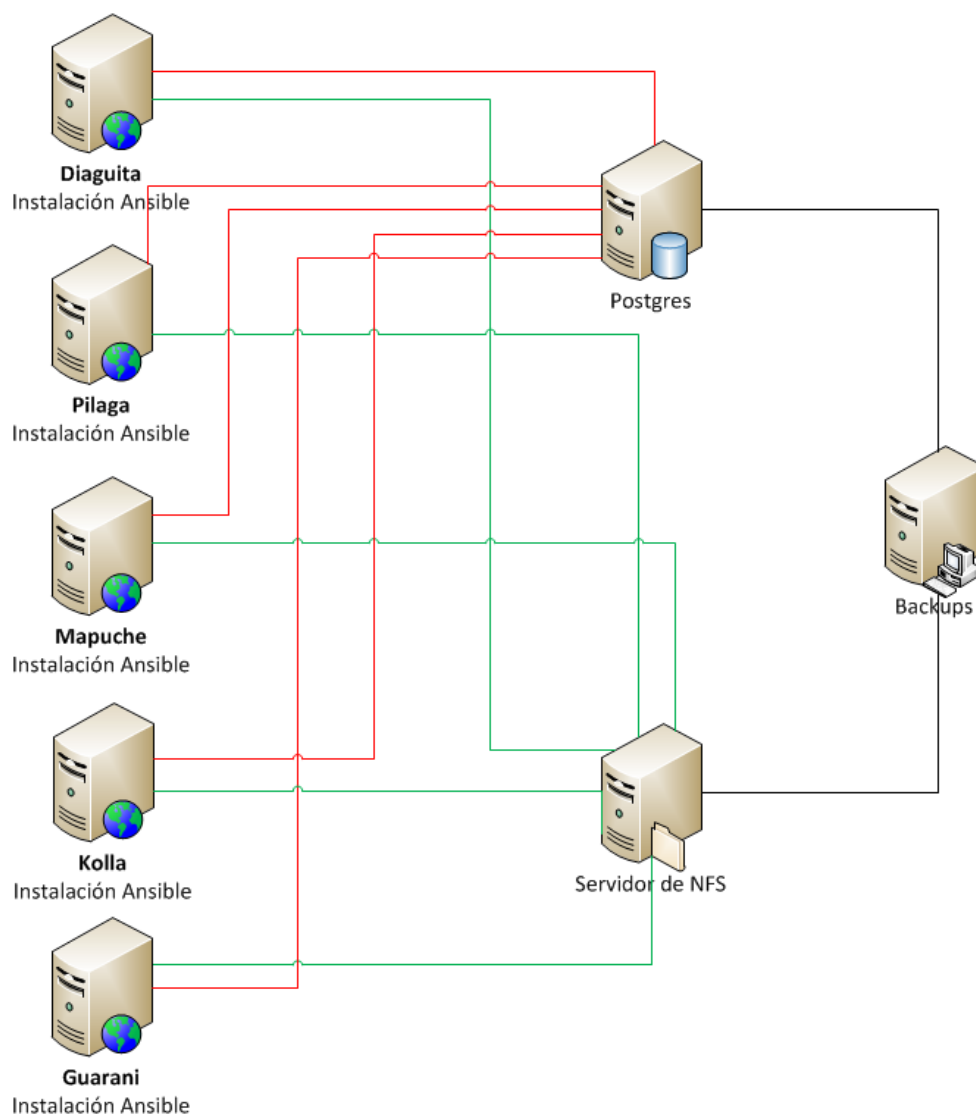 Diaguita
Instalación Ansible
Postgres
Pilaga
Instalación Ansible
Mapuche
Instalación Ansible
Backups
Kolla
Instalación Ansible
Servidor de NFS
Guarani
Instalación Ansible